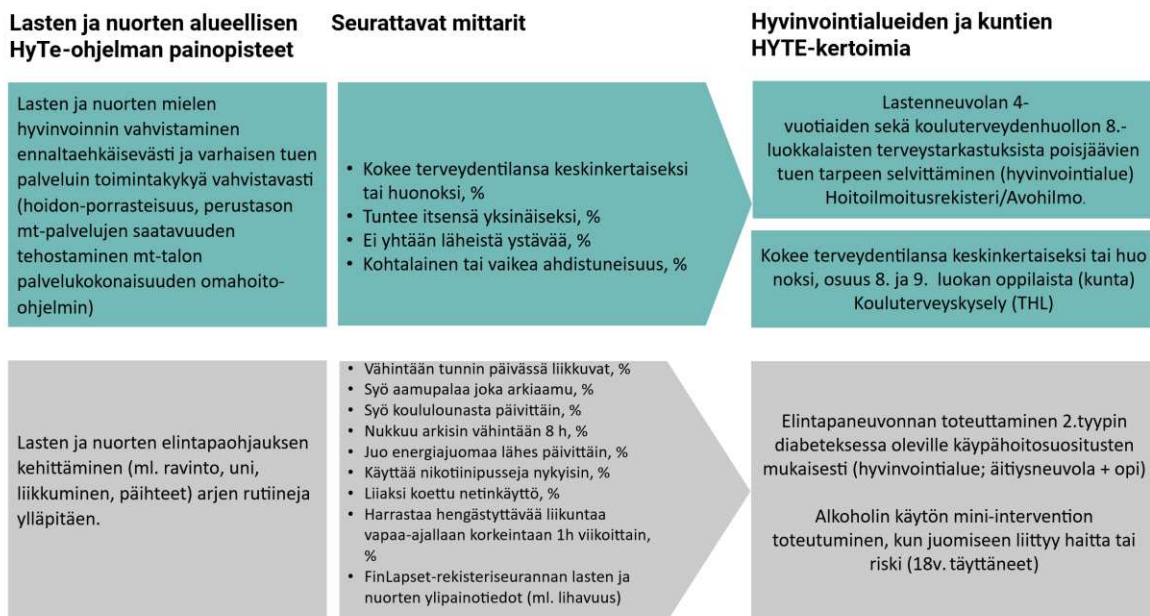 Lasten ja nuorten alueellisen
HyTe-ohjelman painopisteet
Seurattavat mittarit
Hyvinvointialueiden ja kuntien
HYTE-kertoimia
Lasten ja nuorten mielen
hyvinvoinnin vahvistaminen
ennaltaehkäisevästi ja varhaisen tuen
palveluin toimintakykyä vahvistavasti
(hoidon-porrasteisuus, perustason
mt-palvelujen saatavuuden
tehostaminen mt-talon
palvelukokonaisuuden omahoito-
ohjelmin)
• Kokee terveydentilansa keskinkertaiseksi
tai huonoksi, %
• Tuntee itsensä yksinäiseksi, %
• Ei yhtään läheistä ystävää, %
• Kohtalainen tai vaikea ahdistuneisuus, %
Lastenneuvolan 4-
vuotiaiden sekä kouluterveydenhuollon 8.-
luokkalaisten terveystarkastuksista poisjäävien
tuen tarpeen selvittäminen (hyvinvointialue)
Hoitoilmoitusrekisteri/Avohilmo.
Kokee terveydentilansa keskinkertaiseksi tai huo
noksi, osuus 8. ja 9. luokan oppilaista (kunta)
Kouluterveyskysely (THL)
Lasten ja nuorten elintapaohjauksen
kehittäminen (ml. ravinto, uni,
liikkuminen, päihteet) arjen rutiineja
ylläpitäen.
• Vähintään tunnin päivässä liikkuvat, %
• Syö aamupalaa joka arkiaamu, %
• Syö koululounasta päivittäin, %
• Nukkuu arkisin vähintään 8 h, %
• Juo energiajuomaa lähes päivittäin, %
• Käyttää nikotiinipusseja nykyisin, %
• Liiaksi koettu netinkäyttö, %
• Harrastaa hengästyttävää liikuntaa
vapaa-ajallaan korkeintaan 1h viikoittain,
%
• FinLapset-rekisteriseurannan lasten ja
nuorten ylipainotiedot (ml. lihavuus)
Elintapaneuvonnan toteuttaminen 2.tyypin
diabeteksessa oleville käypähoitosuositusten
mukaisesti (hyvinvointialue; äitiysneuvola + opi)
Alkoholin käytön mini-intervention
toteutuminen, kun juomiseen liittyy haitta tai
riski (18v. täyttäneet)